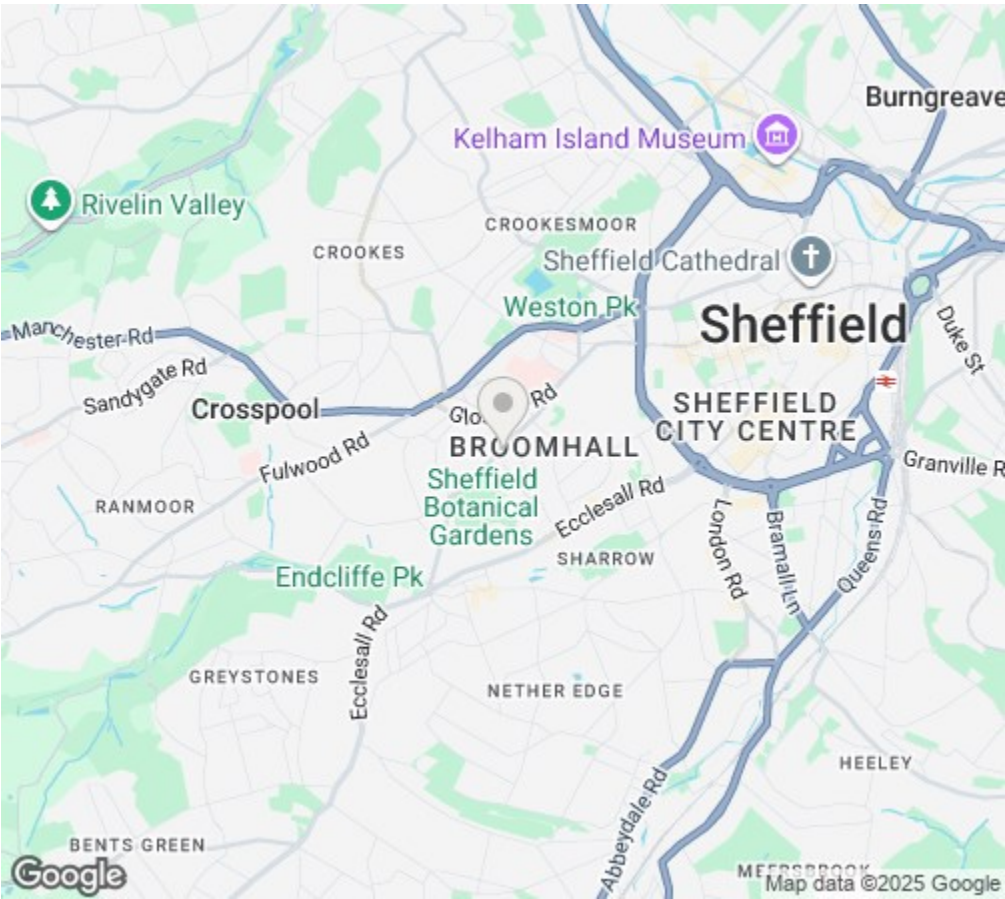 Burngreave
Kelham Island Museum
Rivelin Valley
CROOKESMOOR
CROOKES
Sheffield Cathedral
Weston Pk
Duke St
Manchester Rd
Sheffield
Sandygate Rd
Crosspool
SHEFFIELD
CITY CENTRE
Rd
BROOMHALL
Fulwood Rd
Granville R
Sheffield
Botanical
Gardens
Ecclesall Rd
RANMOOR
London Rd
Bramall Ln
Queens Rd
SHARROW
Endcliffe Pk
Ecclesall Rd
GREYSTONES
NETHER EDGE
HEELEY
Abbeydale Rd
BENTS GREEN
MEERSBROOK
Google
Map data ©2025 Google